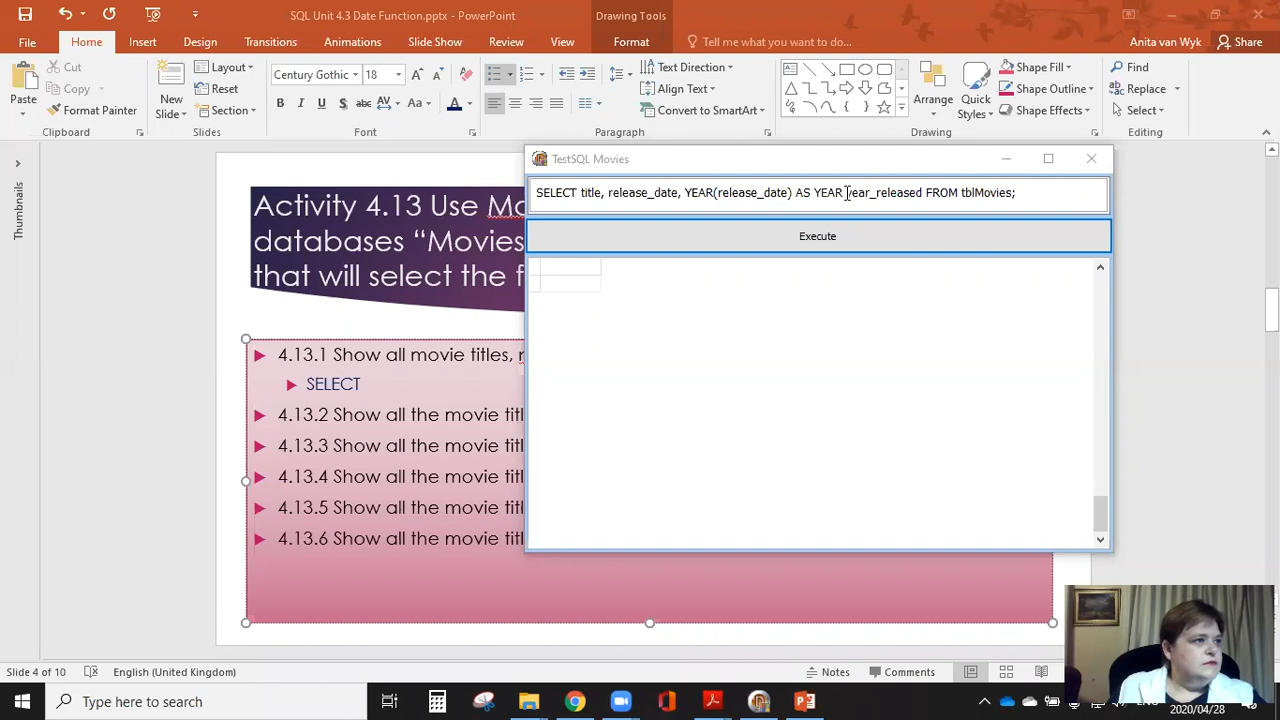 SQL Unit 4.3 Date Function.pptx - PowerPoint
Drawing Tools
File
Home
Insert
Design
Transitions
Animations
Slide Show
Review
View
Format
Tell me what you want to do...
Anita van Wyk
Share
Paste
Cut
Copy
Format Painter
Clipboard
New Slide
Layout
Reset
Section
Slides
Century Gothic
18
B I U S abc AV Aa A
Font
Text Direction
Align Text
Convert to SmartArt
Paragraph
Arrange
Quick Styles
Shape Fill
Shape Outline
Shape Effects
Drawing
Find
Replace
Select
Editing
Thumbnails
TestSQL Movies
SELECT title, release_date, YEAR(release_date) AS YEAR year_released FROM tblMovies;
Execute
Activity 4.13 Use Mo
databases "Movies
that will select the f
4.13.1 Show all movie titles, r
SELECT
4.13.2 Show all the movie titl
4.13.3 Show all the movie titl
4.13.4 Show all the movie titl
4.13.5 Show all the movie titl
4.13.6 Show all the movie titl
Slide 4 of 10
English (United Kingdom)
Notes
Comments
Type here to search
ENG
2020/04/28